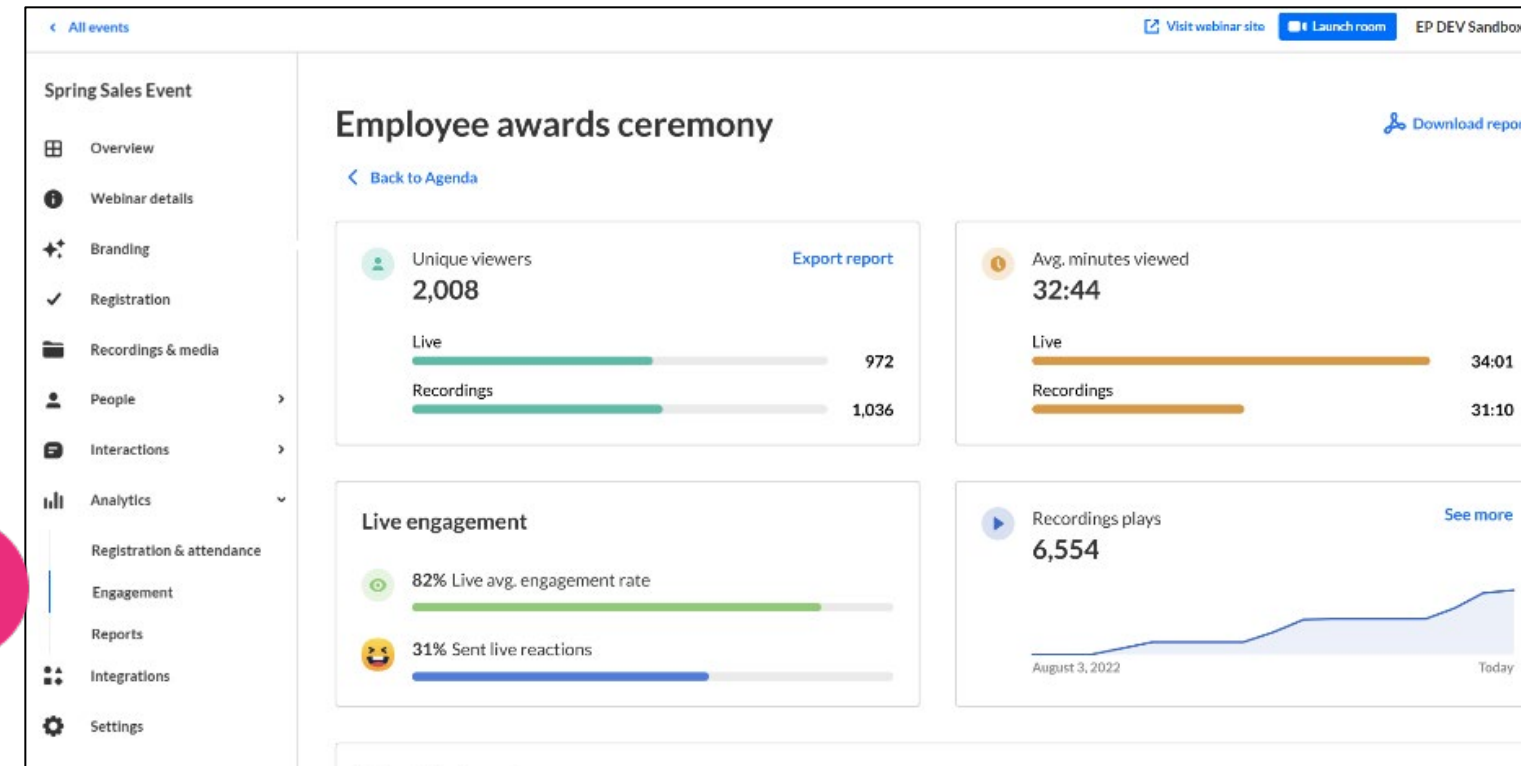 All events
Visit webinar site
Launch room
EP DEV Sandbox
Spring Sales Event
Overview
Webinar details
Branding
Registration
Recordings & media
People
Interactions
Analytics
Registration & attendance
Engagement
Reports
Integrations
Settings
Employee awards ceremony
Download repor
Back to Agenda
Unique viewers
Export report
2,008
Live
972
Recordings
1,036
Avg. minutes viewed
32:44
Live
34:01
Recordings
31:10
Live engagement
82% Live avg. engagement rate
31% Sent live reactions
Recordings plays
See more
6,554
August 3, 2022
Today